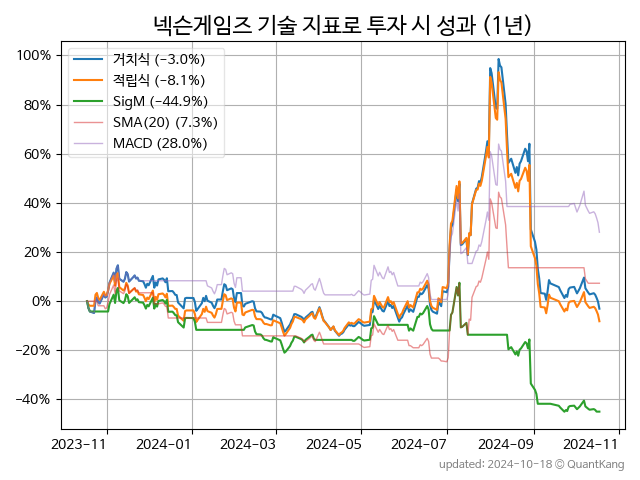 넥슨게임즈 기술 지표로 투자 시 성과 (1년)
거치식 (−3.0%)
적립식 (−8.1%)
SigM (−44.9%)
SMA(20) (7.3%)
MACD (28.0%)
100%
80%
60%
40%
20%
0%
−20%
−40%
2023-11 2024-01 2024-03 2024-05 2024-07 2024-09 2024-11
updated: 2024-10-18 © QuantKang